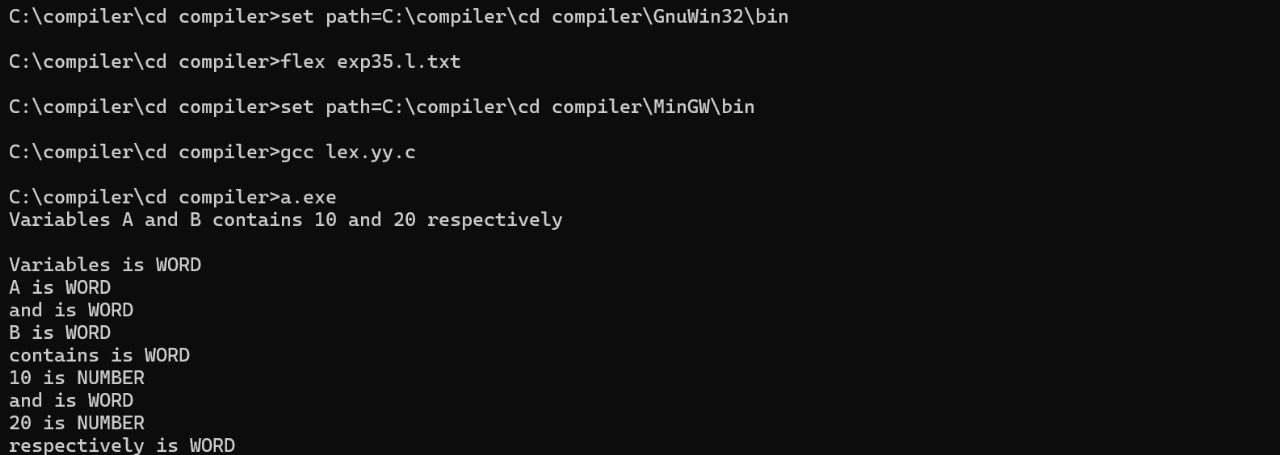 C:\compiler\cd compiler>set path=C:\compiler\cd compiler\GnuWin32\bin
C:\compiler\cd compiler>flex exp35.l.txt
C:\compiler\cd compiler>set path=C:\compiler\cd compiler\MinGW\bin
C:\compiler\cd compiler>gcc lex.yy.c
C:\compiler\cd compiler>a.exe
Variables A and B contains 10 and 20 respectively
Variables is WORD
A is WORD
and is WORD
B is WORD
contains is WORD
10 is NUMBER
and is WORD
20 is NUMBER
respectively is WORD